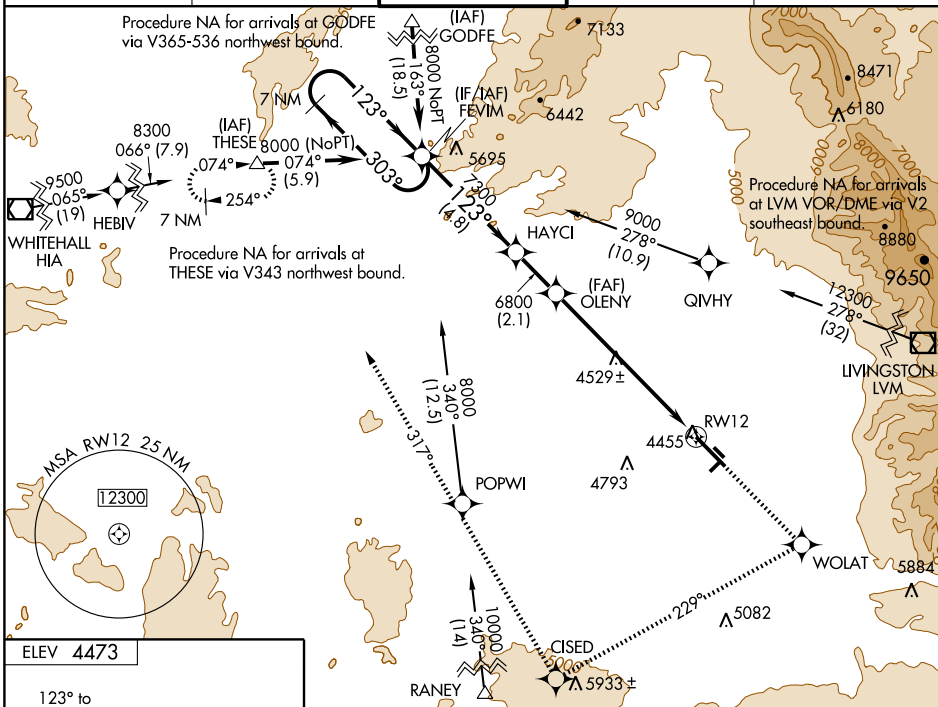 Procedure NA for arrivals at GODFE
via V365-536 northwest bound.
(IAF)
GODFE
8000 NoPT
163°
(18.5)
7133
8471
6180
7000
6442
7 NM
123°
303°
(IF/IAF)
FEVIM
5695
(IAF)
THESE
8000 (NoPT)
074°
074°
(5.9)
254°
7 NM
8300
066° (7.9)
9500
065°
(19)
HEBIV
WHITEHALL
HIA
Procedure NA for arrivals at
THESE via V343 northwest bound.
7300
123°
(4.8)
HAYCI
5000
7000
Procedure NA for arrivals
at LVM VOR/DME via V2
southeast bound.
8880
9650
9000
278°
(10.9)
QIVHY
(FAF)
OLENY
6800
(2.1)
12300
278°
(32)
LIVINGSTON
LVM
4529 ±
8000
340°
(12.5)
317°
RW12
4455
4793
MSA RW12 25 NM
12300
POPWI
WOLAT
5884
229°
5082
10000
340°
(14)
RANEY
CISED
5000
5933 ±
ELEV 4473
123° to